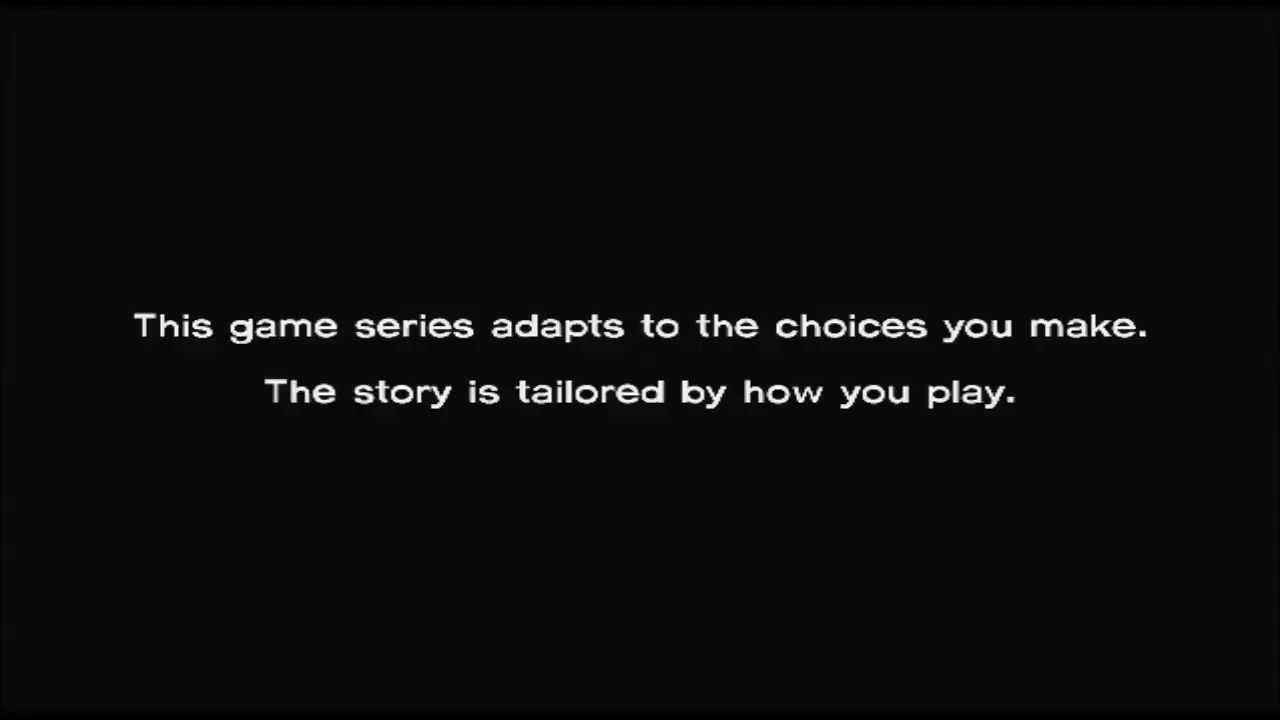 This game series adapts to the choices you make.
The story is tailored by how you play.